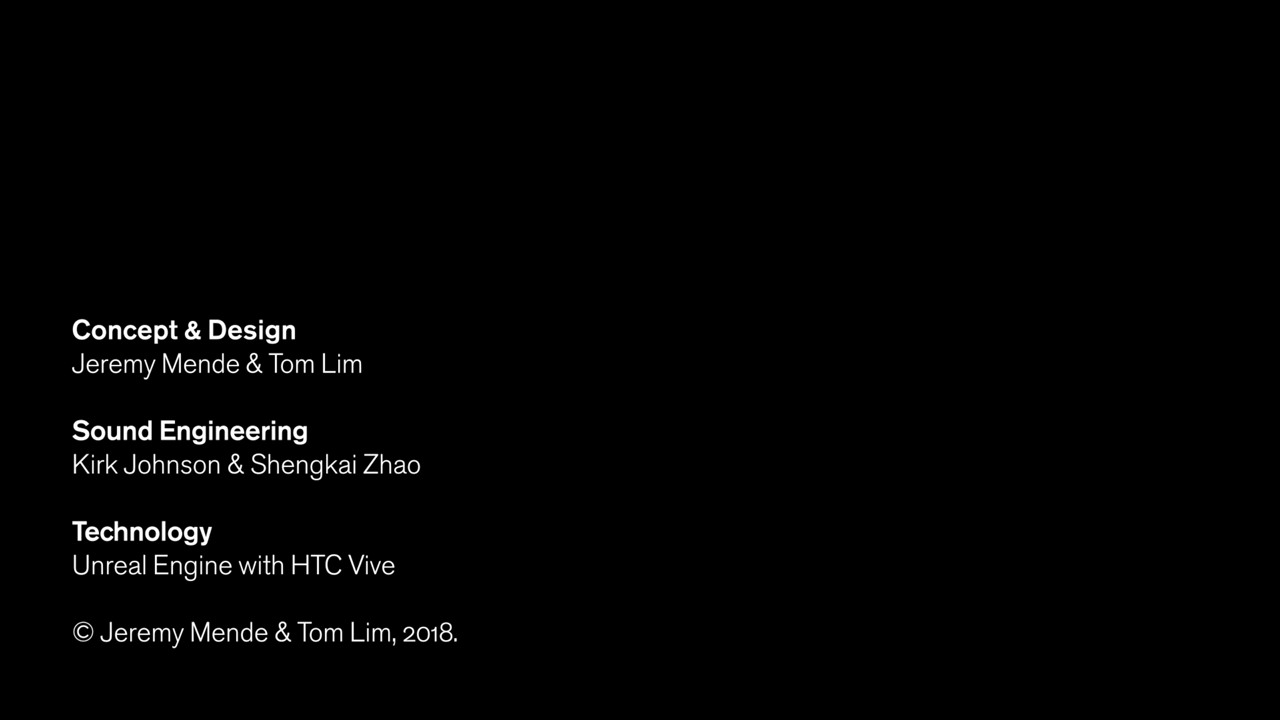 Concept & Design
Jeremy Mende & Tom Lim
Sound Engineering
Kirk Johnson & Shengkai Zhao
Technology
Unreal Engine with HTC Vive
© Jeremy Mende & Tom Lim, 2018.